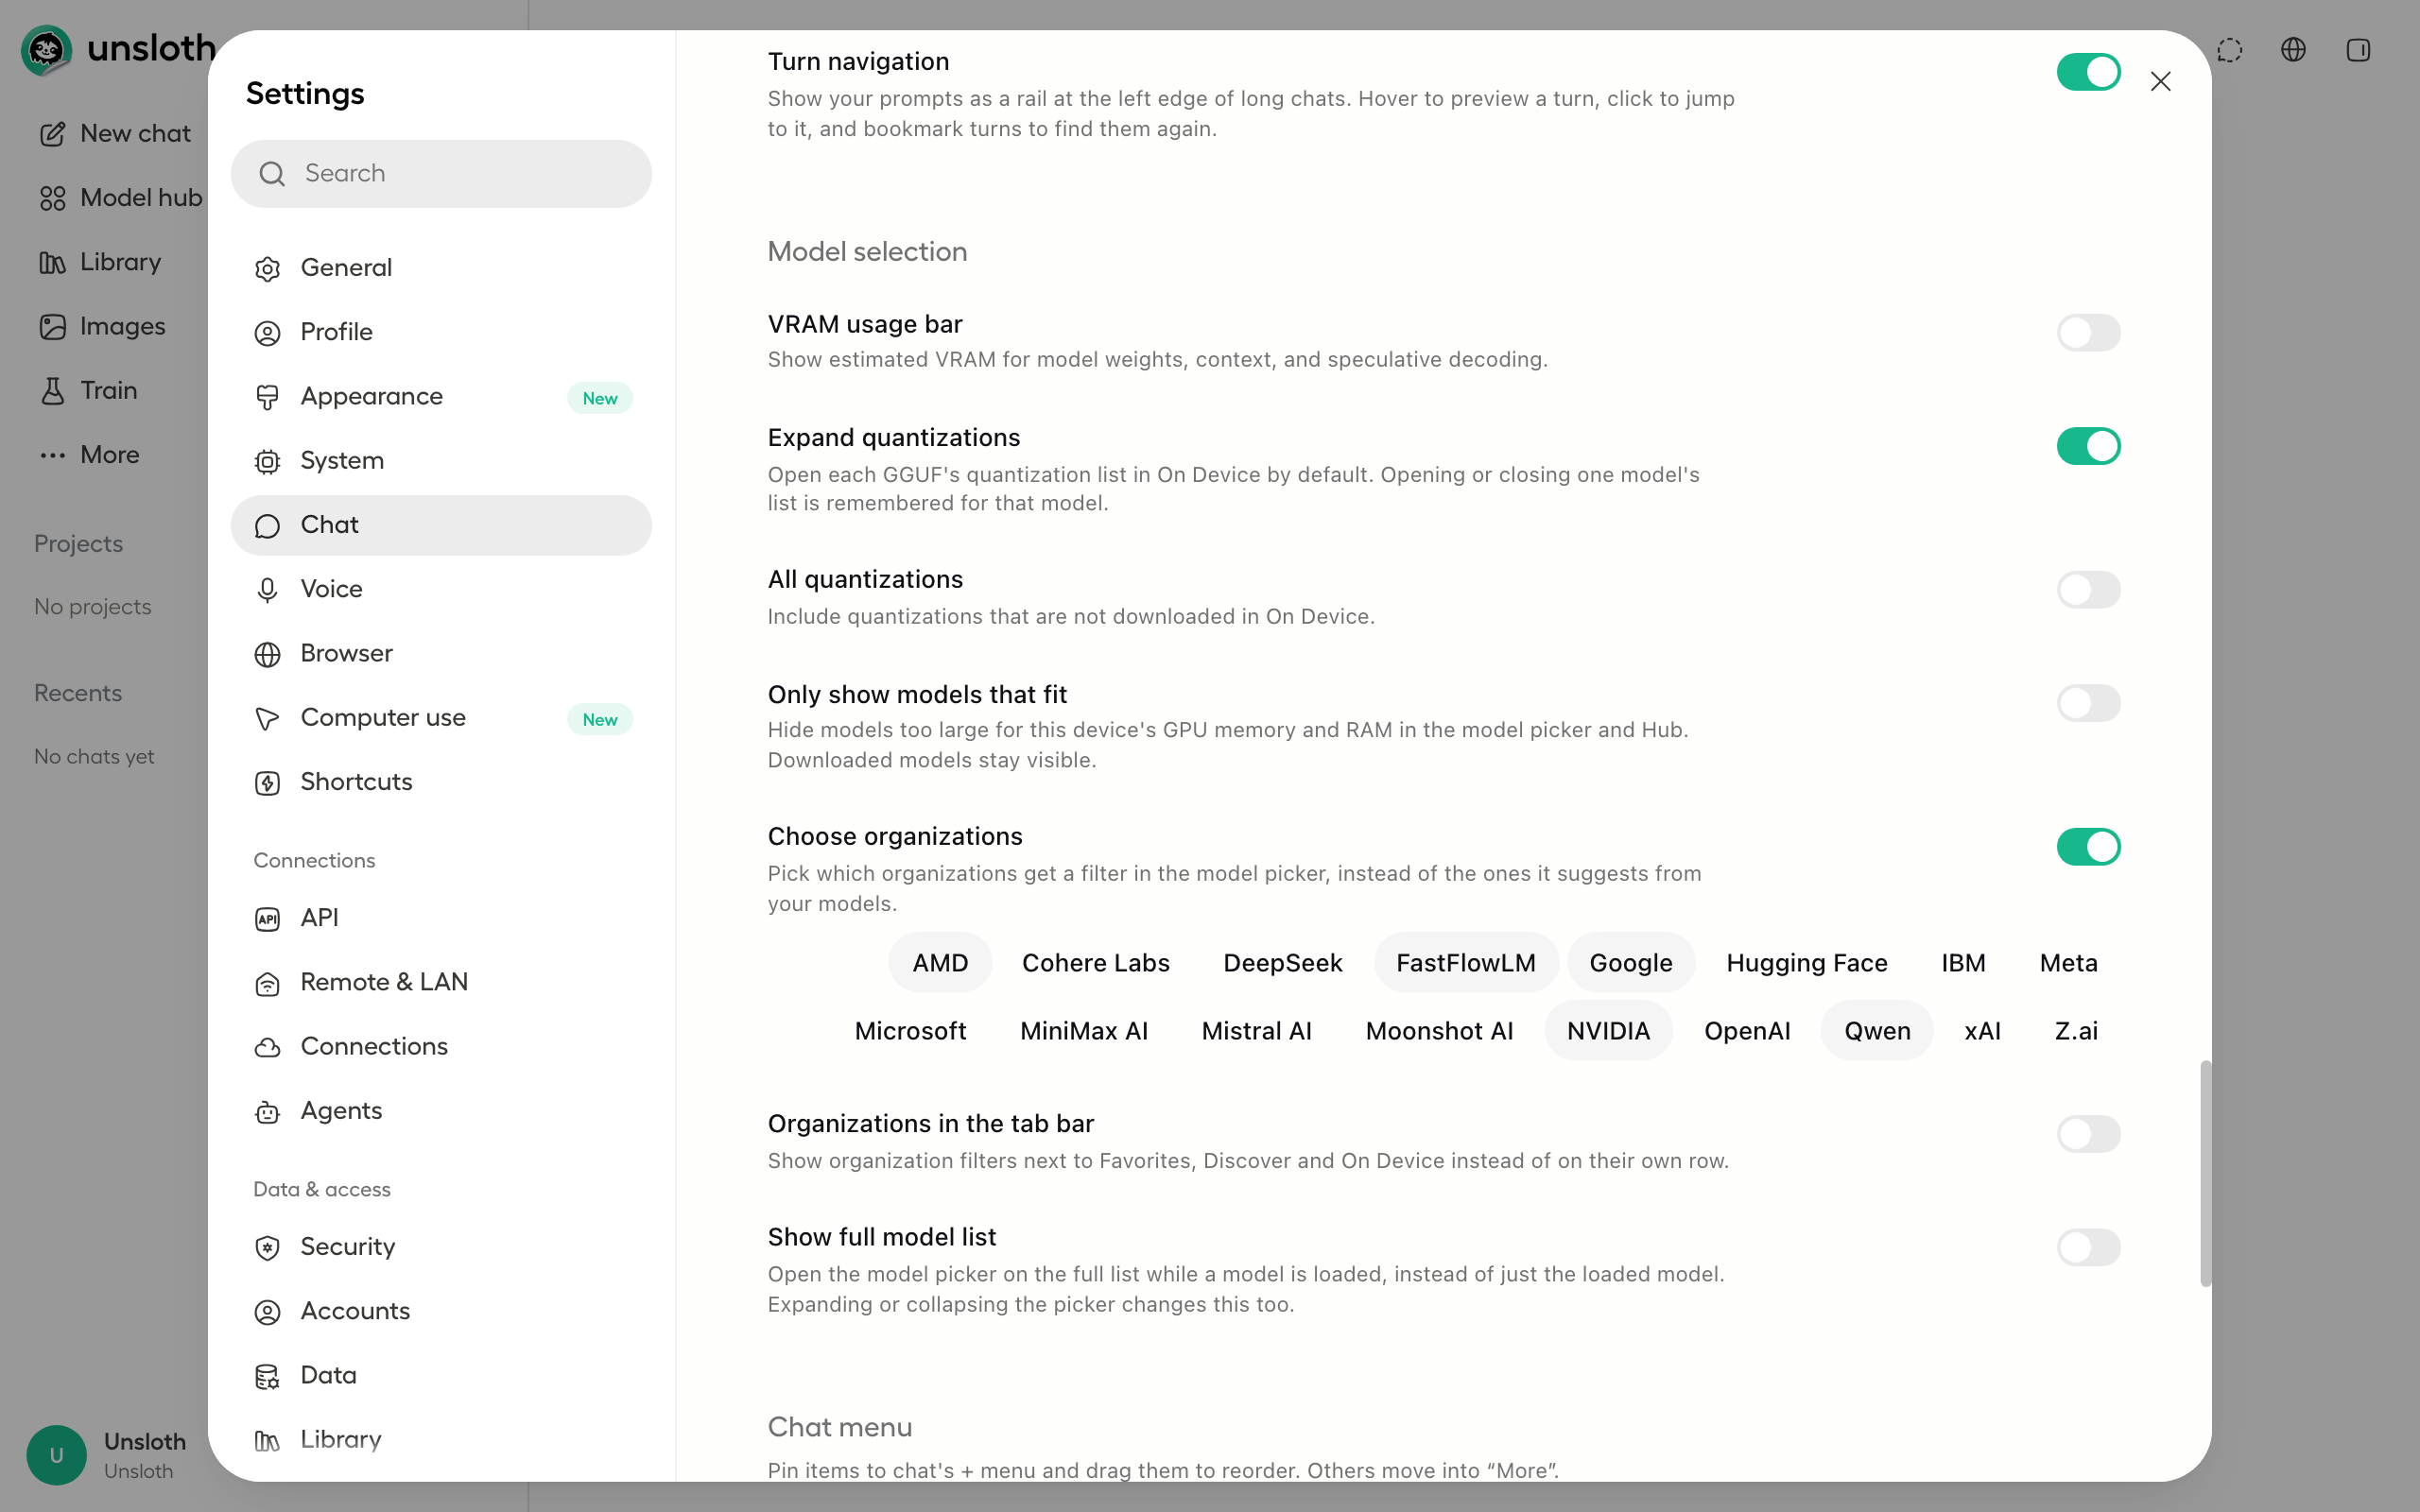 unsloth
New chat
Model hub
Library
Images
Train
More
Projects
No projects
Recents
No chats yet
U
Unsloth
Unsloth
Settings
Search
General
Profile
Appearance
New
System
Chat
Voice
Browser
Computer use
New
Shortcuts
Connections
API
API
Remote & LAN
Connections
Agents
Data & access
Security
Accounts
Data
Library
Turn navigation
Show your prompts as a rail at the left edge of long chats. Hover to preview a turn, click to jump
to it, and bookmark turns to find them again.
Model selection
VRAM usage bar
Show estimated VRAM for model weights, context, and speculative decoding.
Expand quantizations
Open each GGUF's quantization list in On Device by default. Opening or closing one model's
list is remembered for that model.
All quantizations
Include quantizations that are not downloaded in On Device.
Only show models that fit
Hide models too large for this device's GPU memory and RAM in the model picker and Hub.
Downloaded models stay visible.
Choose organizations
Pick which organizations get a filter in the model picker, instead of the ones it suggests from
your models.
AMD Cohere Labs DeepSeek FastFlowLM Google Hugging Face IBM Meta
Microsoft MiniMax AI Mistral AI Moonshot AI NVIDIA OpenAI Qwen xAI Z.ai
Organizations in the tab bar
Show organization filters next to Favorites, Discover and On Device instead of on their own row.
Show full model list
Open the model picker on the full list while a model is loaded, instead of just the loaded model.
Expanding or collapsing the picker changes this too.
Chat menu
Pin items to chat's + menu and drag them to reorder. Others move into “More”.